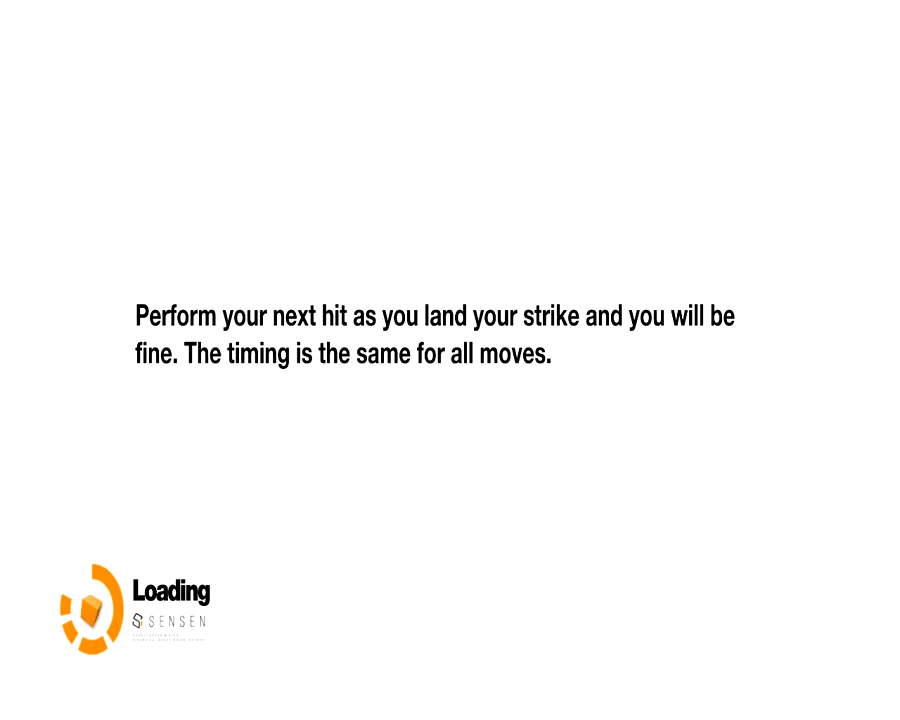 Perform your next hit as you land your strike and you will be
fine. The timing is the same for all moves.
Loading
SENSEN